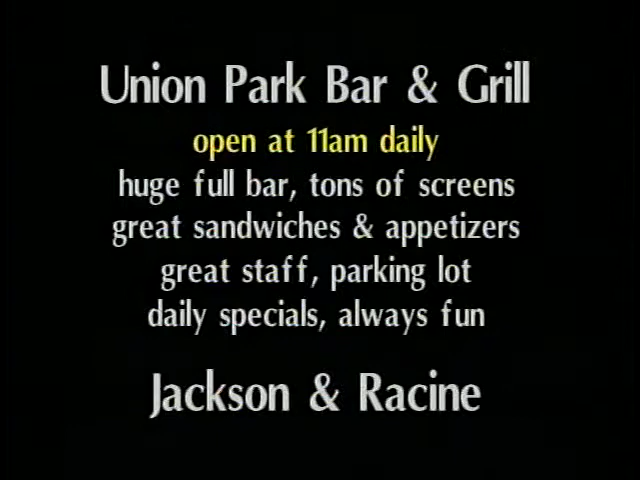 Union Park Bar & Grill
open at 11am daily
huge full bar, tons of screens
great sandwiches & appetizers
great staff, parking lot
daily specials, always fun
Jackson & Racine